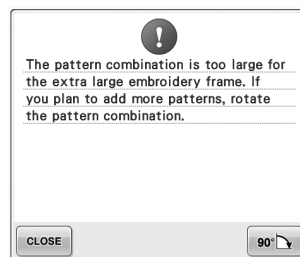 The pattern combination is too large for
the extra large embroidery frame. If
you plan to add more patterns, rotate
the pattern combination.
CLOSE
90°